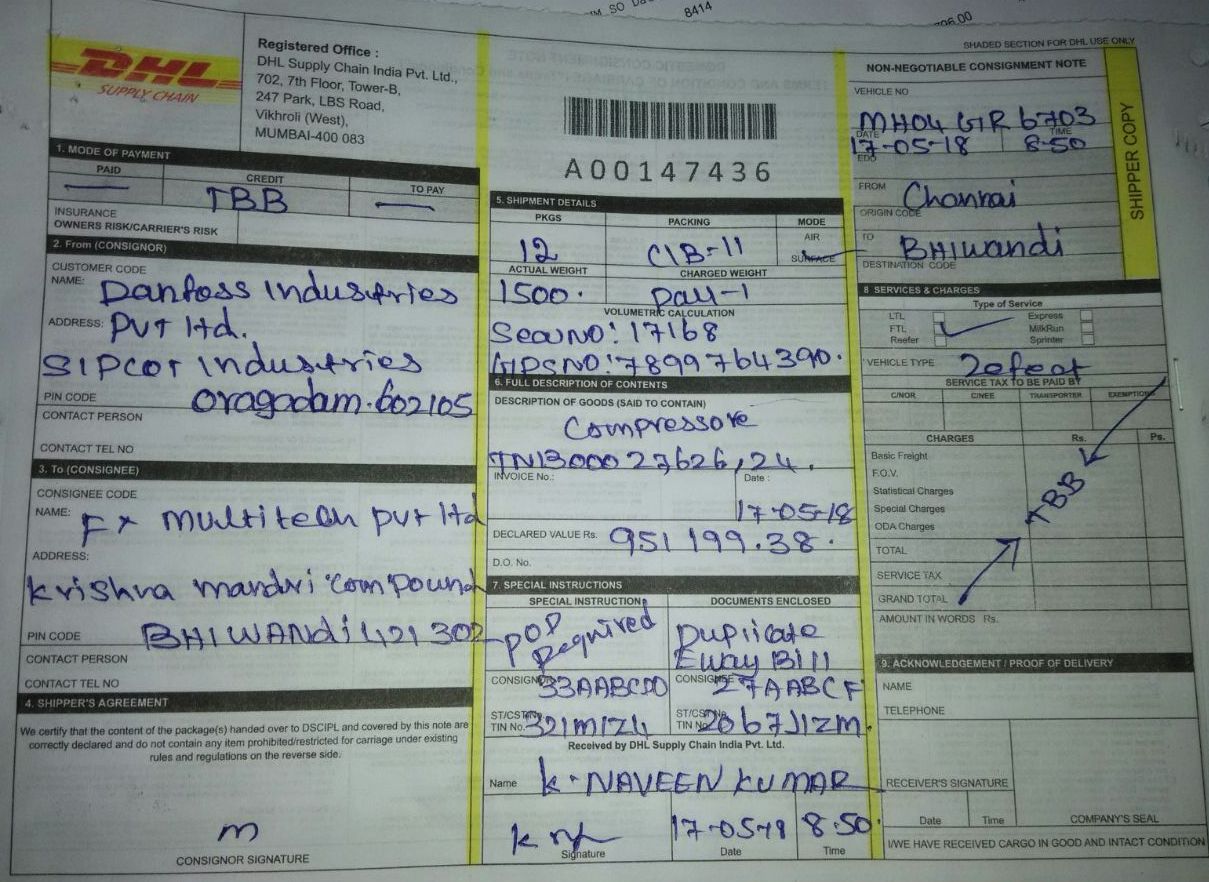 8414
706.00
SHADED SECTION FOR DHL USE ONLY
DHL
SUPPLY CHAIN
Registered Office :
DHL Supply Chain India Pvt. Ltd.,
702, 7th Floor, Tower-B,
247 Park, LBS Road,
Vikhroli (West),
MUMBAI-400 083
A00147436
NON-NEGOTIABLE CONSIGNMENT NOTE
VEHICLE NO
MH04 GR 6703
DATE TIME
17-05-18 8-50
EDD
FROM Chennai
ORIGIN CODE
TO BHiwandi
DESTINATION CODE
SHIPPER COPY
1. MODE OF PAYMENT
PAID CREDIT TO PAY
— TBB —
INSURANCE
OWNERS RISK/CARRIER'S RISK
2. From (CONSIGNOR)
CUSTOMER CODE
NAME: Danfoss Industries
ADDRESS: Pvt ltd.
SIPCOT Industries
PIN CODE Oragadam.602105
CONTACT PERSON
CONTACT TEL NO
3. To (CONSIGNEE)
CONSIGNEE CODE
NAME: Fx multitech pvt ltd
ADDRESS:
krishna mandvi compound
PIN CODE BHIWANDi 421 302
CONTACT PERSON
CONTACT TEL NO
4. SHIPPER'S AGREEMENT
We certify that the content of the package(s) handed over to DSCIPL and covered by this note are
correctly declared and do not contain any item prohibited/restricted for carriage under existing
rules and regulations on the reverse side.
CONSIGNOR SIGNATURE
5. SHIPMENT DETAILS
PKGS PACKING MODE
12 C/B-11 AIR
SURFACE
ACTUAL WEIGHT CHARGED WEIGHT
1500.
VOLUMETRIC CALCULATION
Seal NO: 17168
GPS NO: 7899764390.
6. FULL DESCRIPTION OF CONTENTS
DESCRIPTION OF GOODS (SAID TO CONTAIN)
Compressore
TN13000 27626, 24.
INVOICE No.: Date :
17-05-18
DECLARED VALUE Rs. 951 199.38.
D.O. No.
7. SPECIAL INSTRUCTIONS
SPECIAL INSTRUCTION DOCUMENTS ENCLOSED
POD Duplicate
Required Eway Bill
CONSIGNOR 33AABCD0 CONSIGNEE 27AABCF
ST/CST No. ST/CST No.
TIN No. 321M1Z4 TIN No. 2067J1ZM.
Received by DHL Supply Chain India Pvt. Ltd.
Name K. NAVEEN KUMAR
17-05-18 8.50.
Signature Date Time
8 SERVICES & CHARGES
Type of Service
LTL Express
FTL MilkRun
Reefer Sprinter
VEHICLE TYPE 20feet
SERVICE TAX TO BE PAID BY
C/NOR C/NEE TRANSPORTER EXEMPTION
CHARGES Rs. Ps.
Basic Freight
F.O.V.
Statistical Charges
Special Charges
ODA Charges
TBB
TOTAL
SERVICE TAX
GRAND TOTAL
AMOUNT IN WORDS Rs.
9. ACKNOWLEDGEMENT / PROOF OF DELIVERY
NAME
TELEPHONE
RECEIVER'S SIGNATURE
Date Time COMPANY'S SEAL
I/WE HAVE RECEIVED CARGO IN GOOD AND INTACT CONDITION